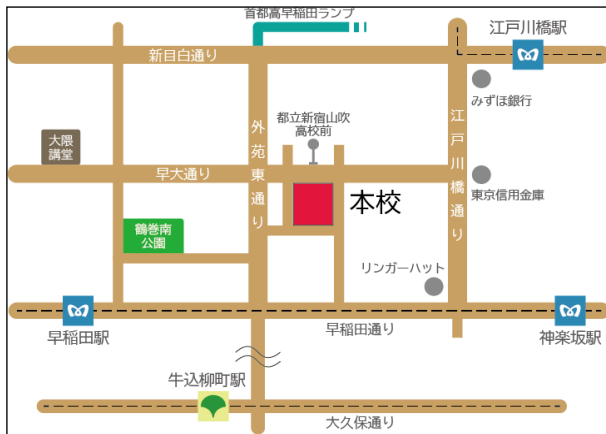 首都高早稲田ランプ
江戸川橋駅
新目白通り
みずほ銀行
都立新宿山吹
高校前
大隈
講堂
外苑東通り
江戸川橋通り
早大通り
東京信用金庫
本校
鶴巻南
公園
リンガーハット
早稲田通り
早稲田駅
神楽坂駅
牛込柳町駅
大久保通り